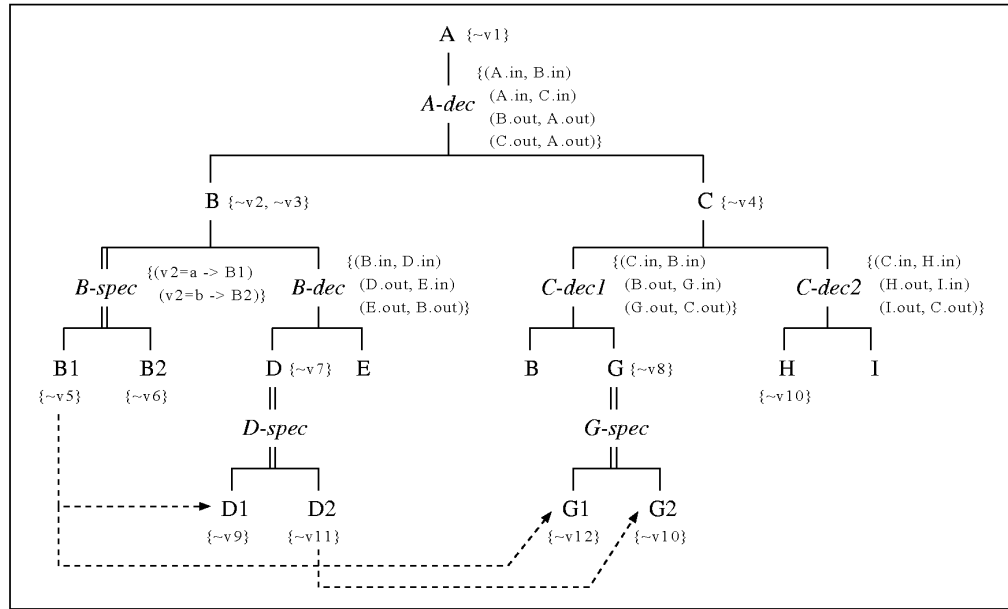 A {~v1}
{(A.in, B.in)
A-dec (A.in, C.in)
(B.out, A.out)
(C.out, A.out)}
B {~v2, ~v3}
C {~v4}
B-spec {(v2=a -> B1)
(v2=b -> B2)}
B-dec {(B.in, D.in)
(D.out, E.in)
(E.out, B.out)}
C-dec1 {(C.in, B.in)
(B.out, G.in)
(G.out, C.out)}
C-dec2 {(C.in, H.in)
(H.out, I.in)
(I.out, C.out)}
B1 B2 D {~v7} E B G {~v8} H I
{~v5} {~v6} {~v10}
D-spec G-spec
D1 D2 G1 G2
{~v9} {~v11} {~v12} {~v10}